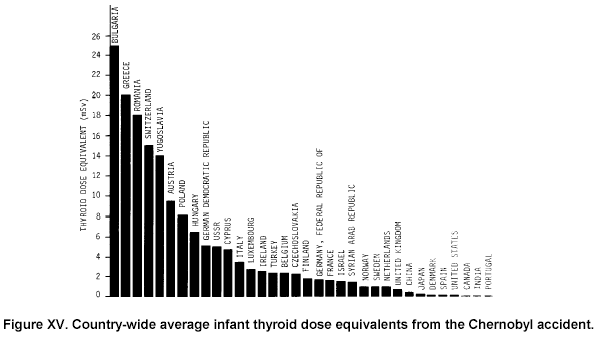 THYROID DOSE EQUIVALENT (mSv)
26
24
22
20
18
16
14
12
10
8
6
4
2
0
BULGARIA
GREECE
ROMANIA
SWITZERLAND
YUGOSLAVIA
AUSTRIA
POLAND
HUNGARY
GERMAN DEMOCRATIC REPUBLIC
USSR
CYPRUS
ITALY
LUXEMBOURG
IRELAND
TURKEY
BELGIUM
CZECHOSLOVAKIA
FINLAND
GERMANY, FEDERAL REPUBLIC OF
FRANCE
ISRAEL
SYRIAN ARAB REPUBLIC
NORWAY
SWEDEN
NETHERLANDS
UNITED KINGDOM
CHINA
JAPAN
DENMARK
SPAIN
UNITED STATES
CANADA
INDIA
PORTUGAL
Figure XV. Country-wide average infant thyroid dose equivalents from the Chernobyl accident.